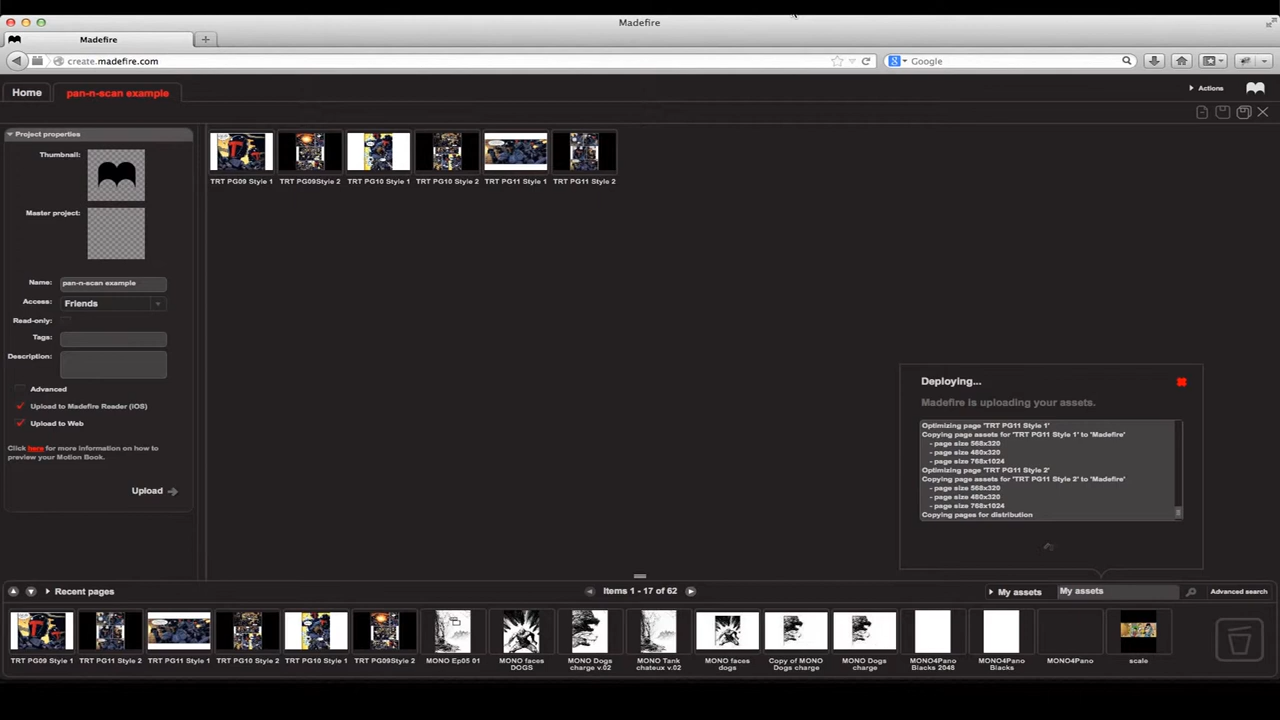 Madefire
Madefire
create.madefire.com
Google
Home
pan-n-scan example
Actions
Project properties
Thumbnail:
Master project:
Name: pan-n-scan example
Access: Friends
Read-only:
Tags:
Description:
Advanced
Upload to Madefire Reader (iOS)
Upload to Web
Click here for more information on how to
preview your Motion Book.
Upload
TRT PG09 Style 1
TRT PG09Style 2
TRT PG10 Style 1
TRT PG10 Style 2
TRT PG11 Style 1
TRT PG11 Style 2
Deploying...
Madefire is uploading your assets.
Optimizing page 'TRT PG11 Style 1'
Copying page assets for 'TRT PG11 Style 1' to 'Madefire'
- page size 568x320
- page size 480x320
- page size 768x1024
Optimizing page 'TRT PG11 Style 2'
Copying page assets for 'TRT PG11 Style 2' to 'Madefire'
- page size 568x320
- page size 480x320
- page size 768x1024
Copying pages for distribution
Recent pages
Items 1 - 17 of 62
My assets
My assets
Advanced search
TRT PG09 Style 1
TRT PG11 Style 2
TRT PG11 Style 1
TRT PG10 Style 2
TRT PG10 Style 1
TRT PG09Style 2
MONO Ep05 01
MONO faces
DOGS
MONO Dogs
charge v.02
MONO Tank
chateux v.02
MONO faces
dogs
Copy of MONO
Dogs charge
MONO Dogs
charge
MONO4Pano
Blacks 2048
MONO4Pano
Blacks
MONO4Pano
scale